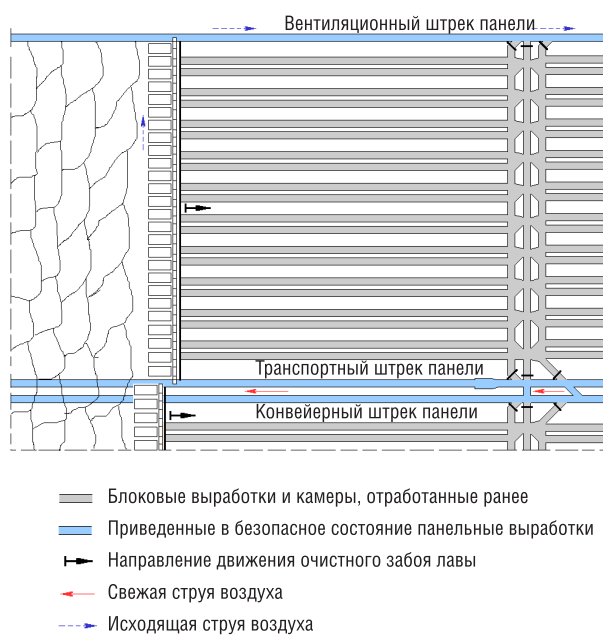 Вентиляционный штрек панели
Транспортный штрек панели
Конвейерный штрек панели
Блоковые выработки и камеры, отработанные ранее
Приведенные в безопасное состояние панельные выработки
Направление движения очистного забоя лавы
Свежая струя воздуха
Исходящая струя воздуха